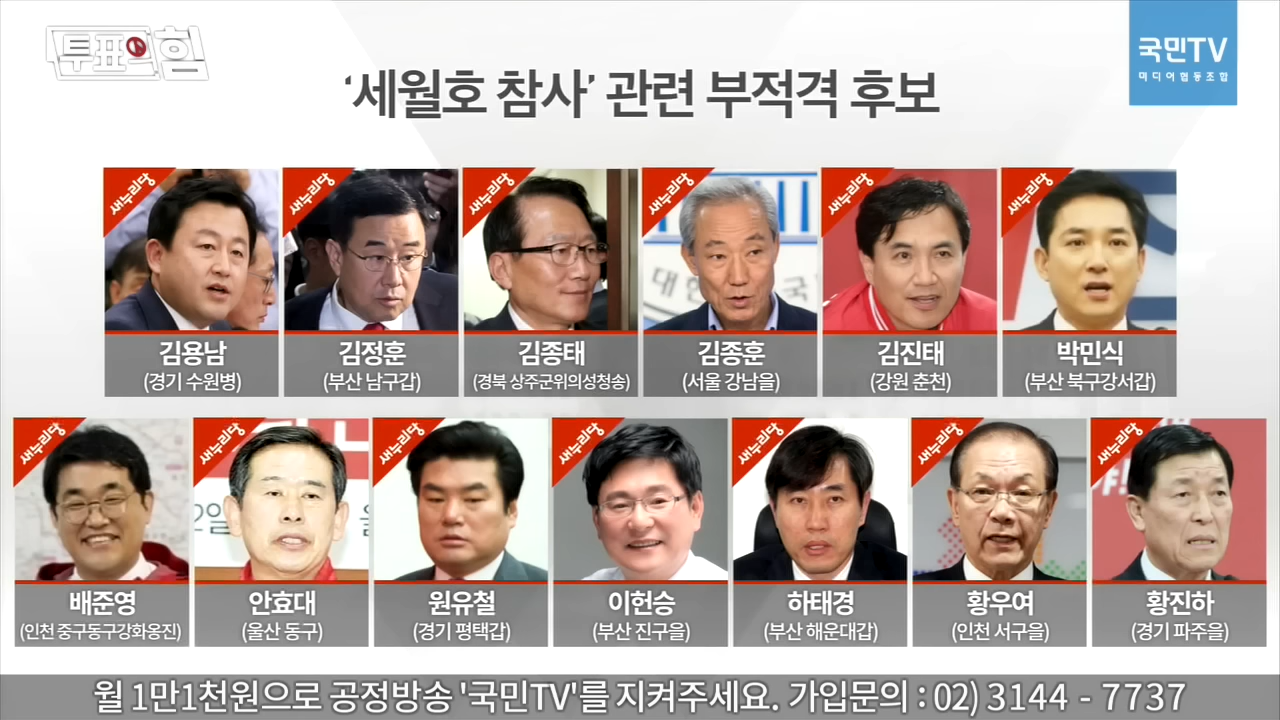 투표의힘
국민TV
미디어협동조합
‘세월호 참사’ 관련 부적격 후보
새누리당 새누리당 새누리당 새누리당 새누리당 새누리당
대한 국
김용남 김정훈 김종태 김종훈 김진태 박민식
(경기 수원병) (부산 남구갑) (경북 상주군위의성청송) (서울 강남을) (강원 춘천) (부산 북구강서갑)
새누리당 새누리당 새누리당 새누리당 새누리당 새누리당 새누리당
2일
배준영 안효대 원유철 이헌승 하태경 황우여 황진하
(인천 중구동구강화옹진) (울산 동구) (경기 평택갑) (부산 진구을) (부산 해운대갑) (인천 서구을) (경기 파주을)
월 1만1천원으로 공정방송 '국민TV'를 지켜주세요. 가입문의 : 02) 3144 - 7737